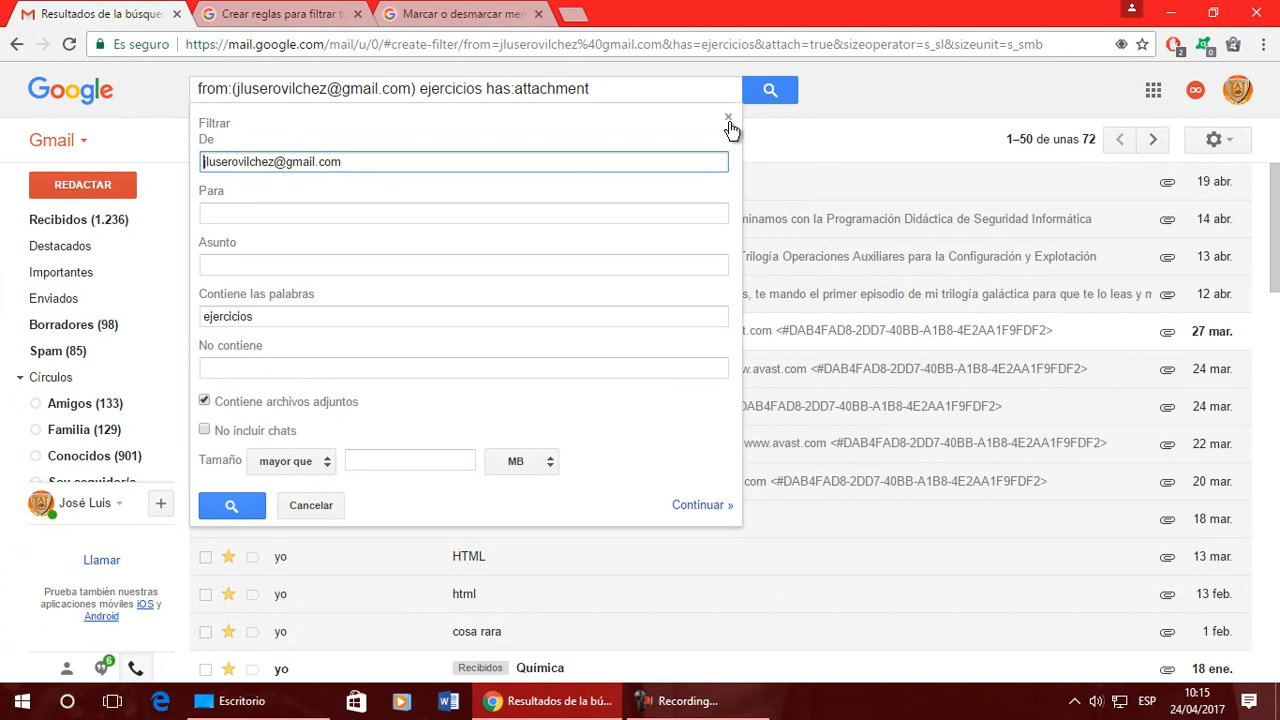 Resultados de la búsque
Crear reglas para filtrar t
Marcar o desmarcar men
Es seguro
https://mail.google.com/mail/u/0/#create-filter/from=jluserovilchez%40gmail.com&has=ejercicios&attach=true&sizeoperator=s_sl&sizeunit=s_smb
2
0
Google
from:(jluserovilchez@gmail.com) ejercicios has:attachment
Filtrar
De
jluserovilchez@gmail.com
Para
Asunto
Contiene las palabras
ejercicios
No contiene
Contiene archivos adjuntos
No incluir chats
Tamaño
mayor que
MB
Cancelar
Continuar »
Gmail
1–50 de unas 72
REDACTAR
Recibidos (1.236)
Destacados
Importantes
Enviados
Borradores (98)
Spam (85)
Círculos
Amigos (133)
Familia (129)
Conocidos (901)
José Luis
Llamar
Prueba también nuestras
aplicaciones móviles iOS y
Android
6
19 abr.
minamos con la Programación Didáctica de Seguridad Informática
14 abr.
Trilogía Operaciones Auxiliares para la Configuración y Explotación
13 abr.
s, te mando el primer episodio de mi trilogía galáctica para que te lo leas y m
12 abr.
t.com <#DAB4FAD8-2DD7-40BB-A1B8-4E2AA1F9FDF2>
27 mar.
w.avast.com <#DAB4FAD8-2DD7-40BB-A1B8-4E2AA1F9FDF2>
24 mar.
DAB4FAD8-2DD7-40BB-A1B8-4E2AA1F9FDF2>
24 mar.
www.avast.com <#DAB4FAD8-2DD7-40BB-A1B8-4E2AA1F9FDF2>
22 mar.
#DAB4FAD8-2DD7-40BB-A1B8-4E2AA1F9FDF2>
20 mar.
18 mar.
yo HTML 13 mar.
yo html 13 feb.
yo cosa rara 1 feb.
yo Recibidos Química 18 ene.
Escritorio
Resultados de la bú...
Recording...
ESP
10:15
24/04/2017